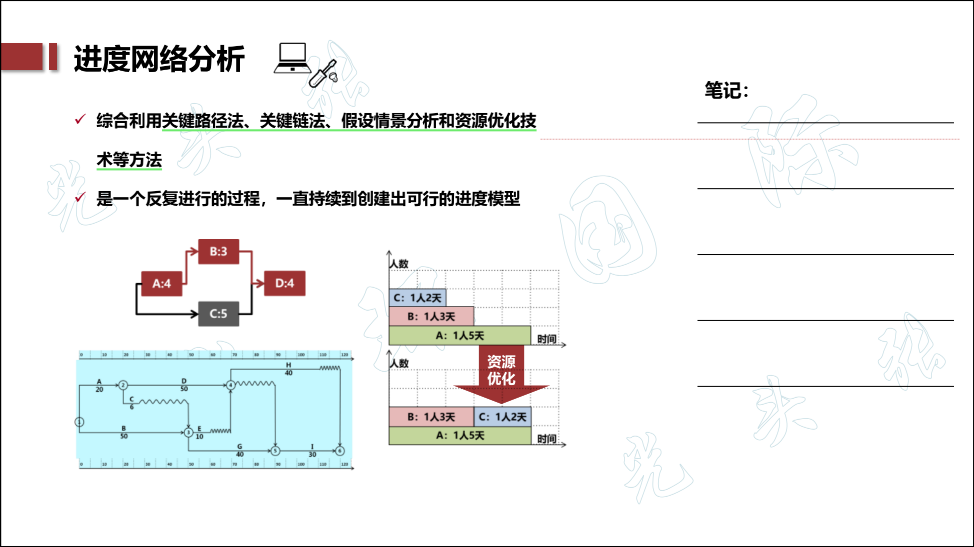 进度网络分析
笔记：
综合利用关键路径法、关键链法、假设情景分析和资源优化技
术等方法
是一个反复进行的过程，一直持续到创建出可行的进度模型
B:3
A:4
D:4
C:5
人数
C：1人2天
B：1人3天
A：1人5天
时间
资源
优化
人数
B：1人3天
C：1人2天
A：1人5天
时间
0 10 20 30 40 50 60 70 80 90 100 110 120
H
40
A
20
2
D
50
4
C
6
1
B
50
3
E
10
G
40
5
I
30
6
0 10 20 30 40 50 60 70 80 90 100 110 120